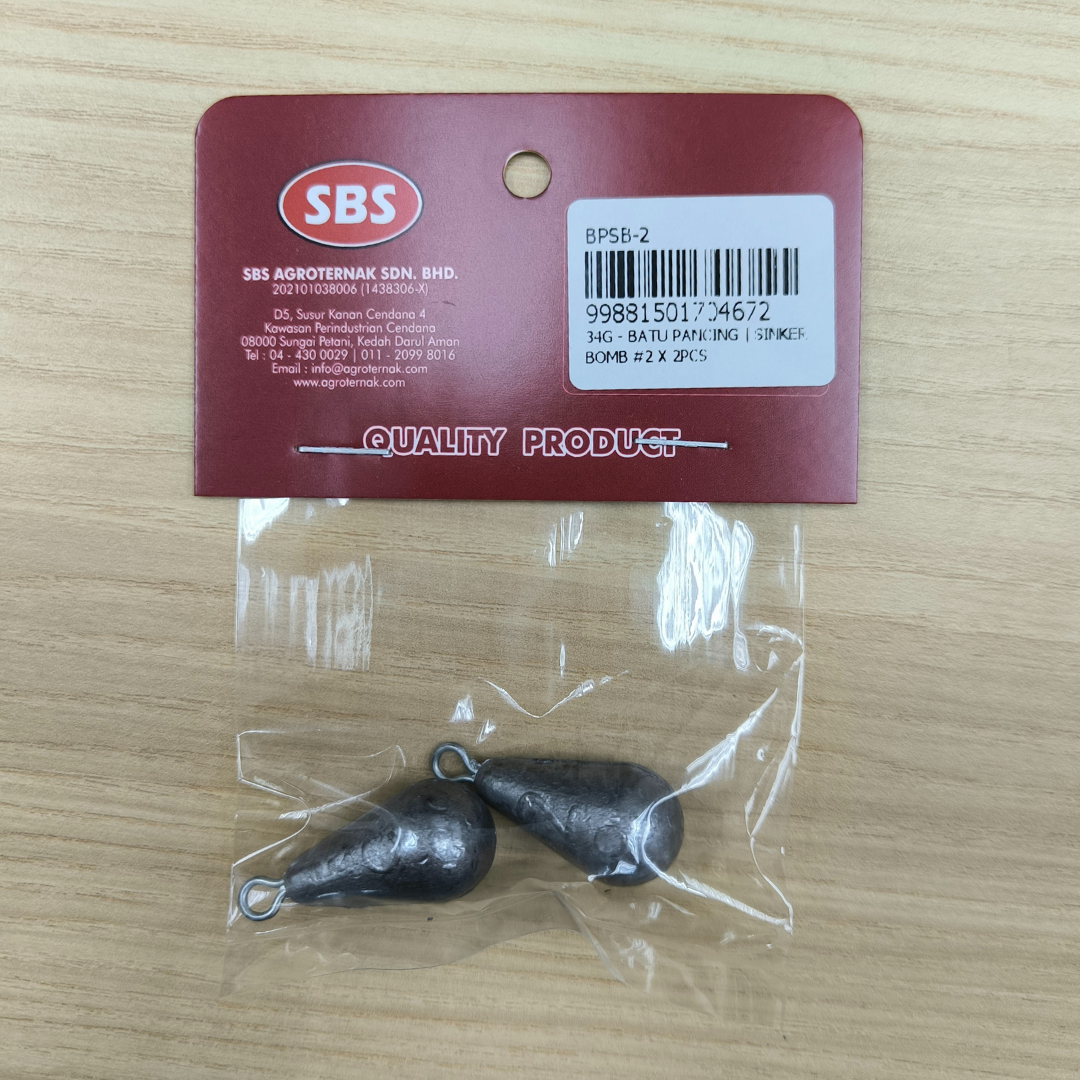 SBS
SBS AGROTERNAK SDN. BHD.
202101038006 (1438306-X)
D5, Susur Kanan Cendana 4
Kawasan Perindustrian Cendana
08000 Sungai Petani, Kedah Darul Aman
Tel : 04 - 430 0029 | 011 - 2099 8016
Email : info@agroternak.com
www.agroternak.com
BPSB-2
99881501704672
34G - BATU PANCING | SINKER
BOMB #2 X 2PCS
QUALITY PRODUCT